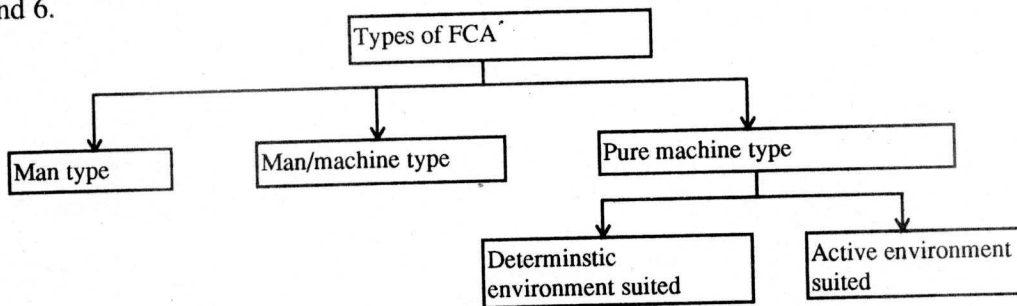 nd 6.
Types of FCA
Man type
Man/machine type
Pure machine type
Determinstic
environment suited
Active environment
suited